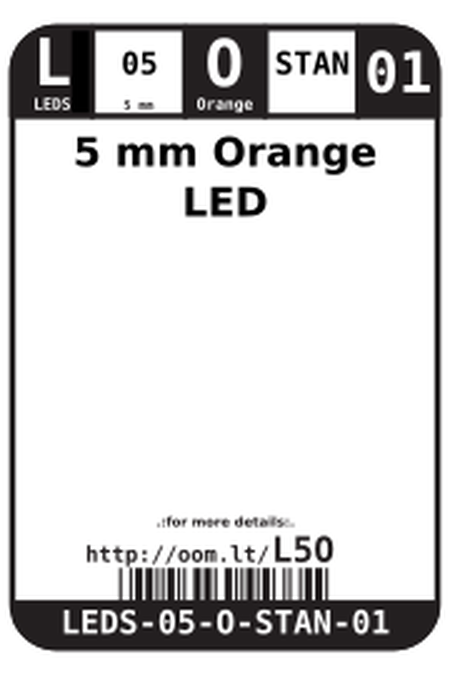 L 05 O STAN 01
LEDS 5 mm Orange
5 mm Orange
LED
.:for more details:.
http://oom.lt/L5O
LEDS-05-O-STAN-01